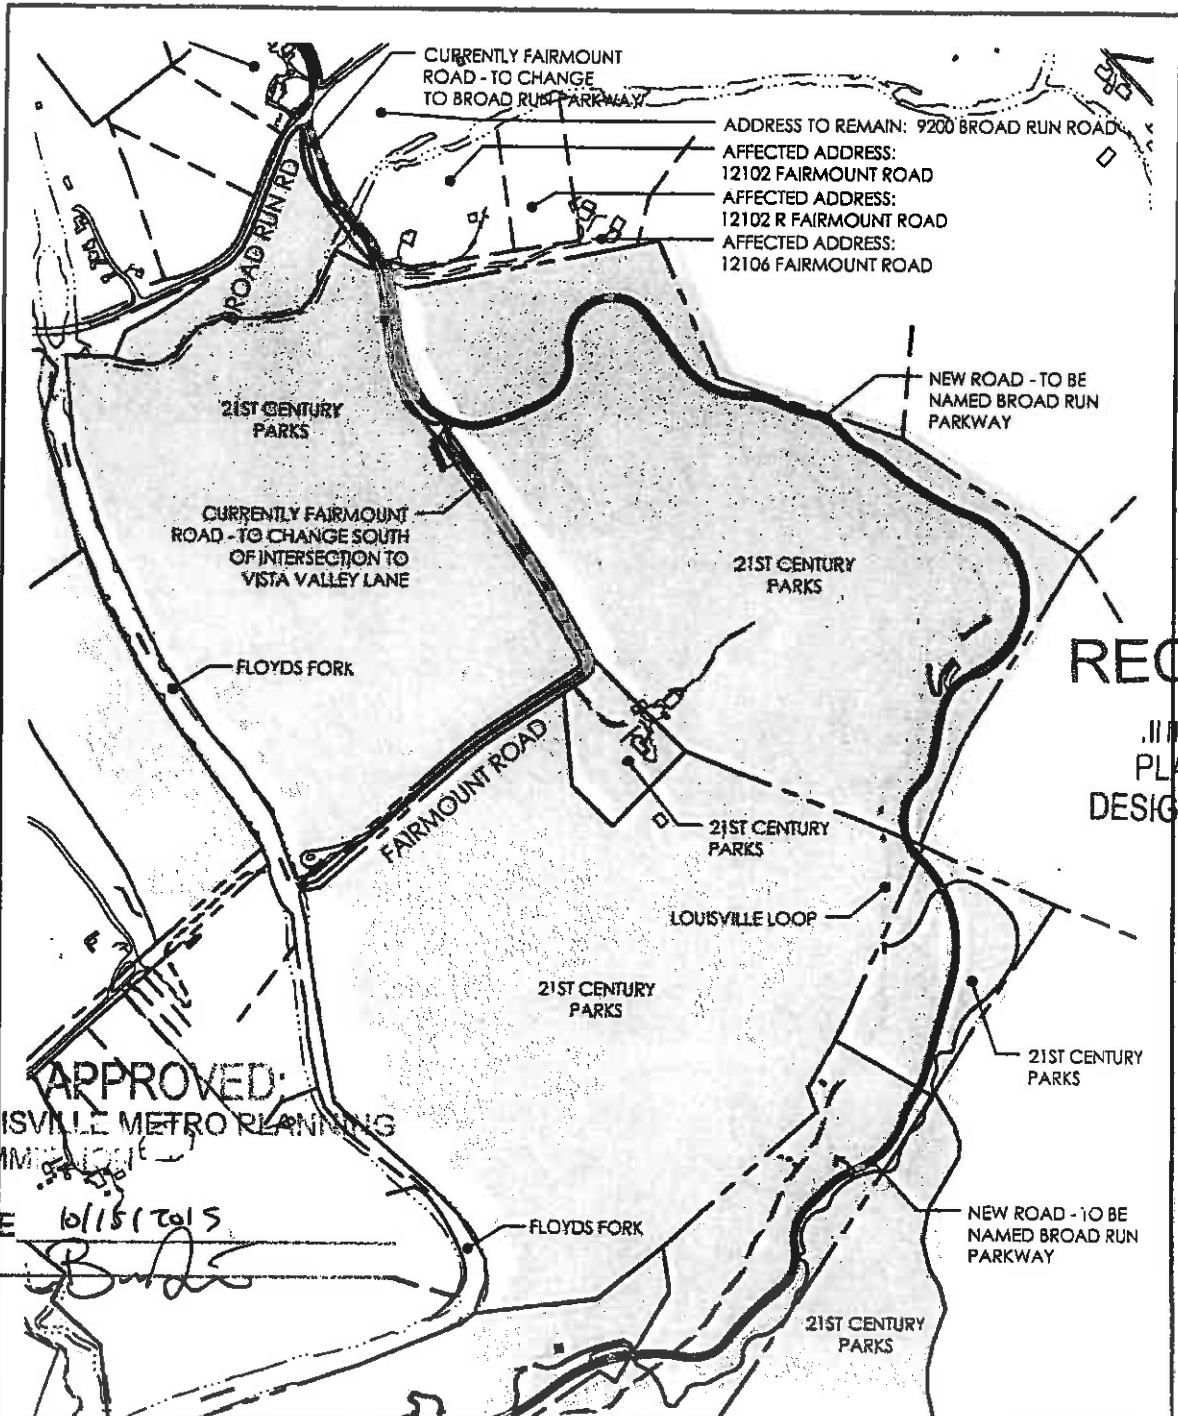 CURRENTLY FAIRMOUNT
ROAD - TO CHANGE
TO BROAD RUN PARKWAY
ADDRESS TO REMAIN: 9200 BROAD RUN ROAD
AFFECTED ADDRESS:
12102 FAIRMOUNT ROAD
AFFECTED ADDRESS:
12102 R FAIRMOUNT ROAD
AFFECTED ADDRESS:
12106 FAIRMOUNT ROAD
BROAD RUN RD
NEW ROAD - TO BE
NAMED BROAD RUN
PARKWAY
21ST CENTURY
PARKS
CURRENTLY FAIRMOUNT
ROAD - TO CHANGE SOUTH
OF INTERSECTION TO
VISTA VALLEY LANE
21ST CENTURY
PARKS
FLOYDS FORK
REC
PLA
DESIG
FAIRMOUNT ROAD
21ST CENTURY
PARKS
LOUISVILLE LOOP
21ST CENTURY
PARKS
21ST CENTURY
PARKS
APPROVED:
ISVILLE METRO PLANNING
E 10/15/2015
FLOYDS FORK
NEW ROAD - TO BE
NAMED BROAD RUN
PARKWAY
21ST CENTURY
PARKS